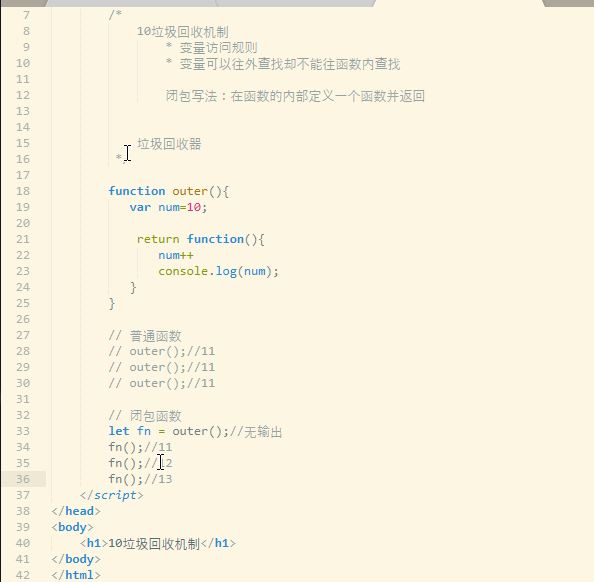 7 /*
8 10垃圾回收机制
9 * 变量访问规则
10 * 变量可以往外查找却不能往函数内查找
11
12 闭包写法：在函数的内部定义一个函数并返回
13
14
15 垃圾回收器
16 */
17
18 function outer(){
19 var num=10;
20
21 return function(){
22 num++
23 console.log(num);
24 }
25 }
26
27 // 普通函数
28 // outer();//11
29 // outer();//11
30 // outer();//11
31
32 // 闭包函数
33 let fn = outer();//无输出
34 fn();//11
35 fn();//12
36 fn();//13
37 </script>
38 </head>
39 <body>
40 <h1>10垃圾回收机制</h1>
41 </body>
42 </html>